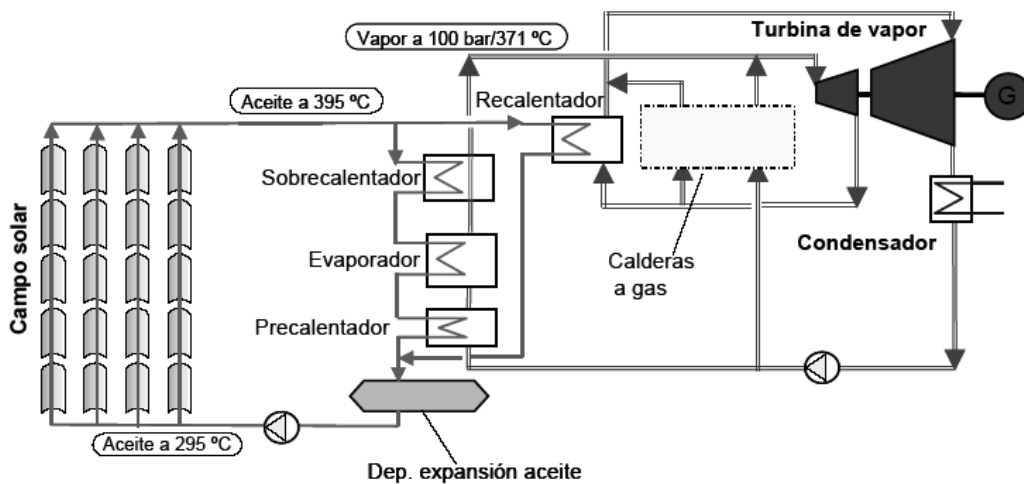 Vapor a 100 bar/371 ºC
Turbina de vapor
Aceite a 395 ºC
Recalentador
G
Sobrecalentador
Campo solar
Evaporador
Calderas
a gas
Condensador
Precalentador
Aceite a 295 ºC
Dep. expansión aceite